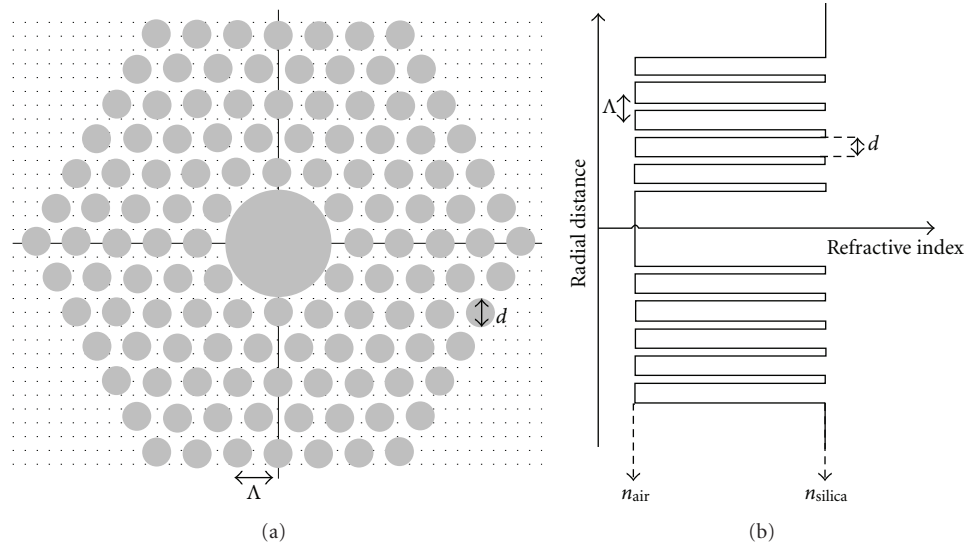 d
Λ
(a)
Radial distance
Λ
d
Refractive index
n_air
n_silica
(b)